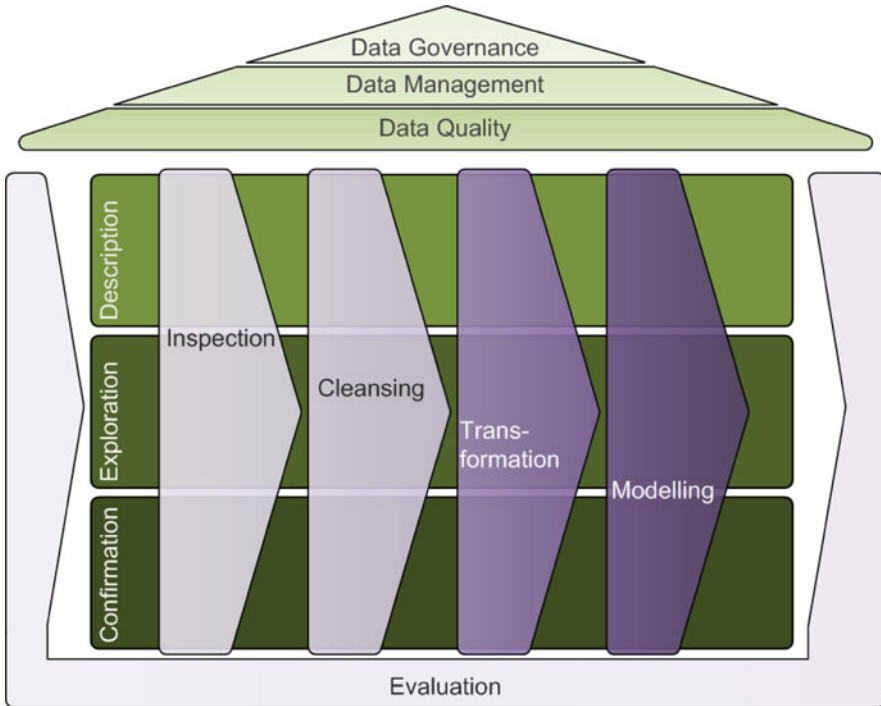 Data Governance
Data Management
Data Quality
Description
Exploration
Confirmation
Inspection
Cleansing
Trans-
formation
Modelling
Evaluation